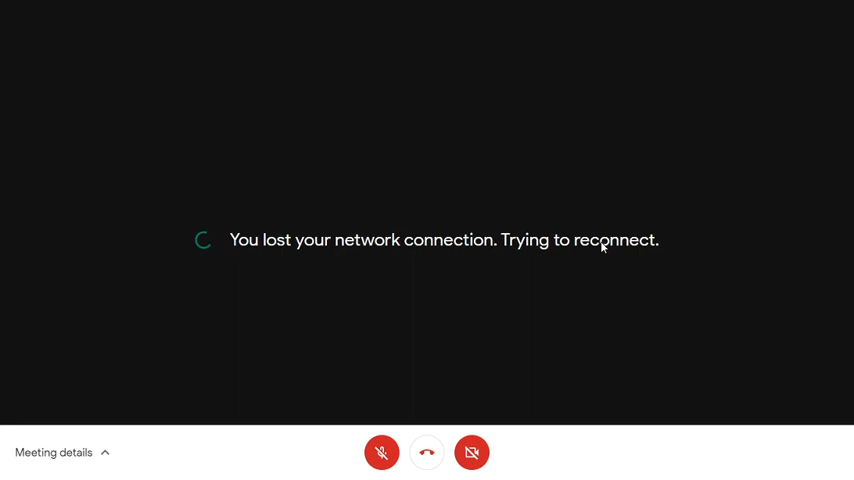 You lost your network connection. Trying to reconnect.
Meeting details